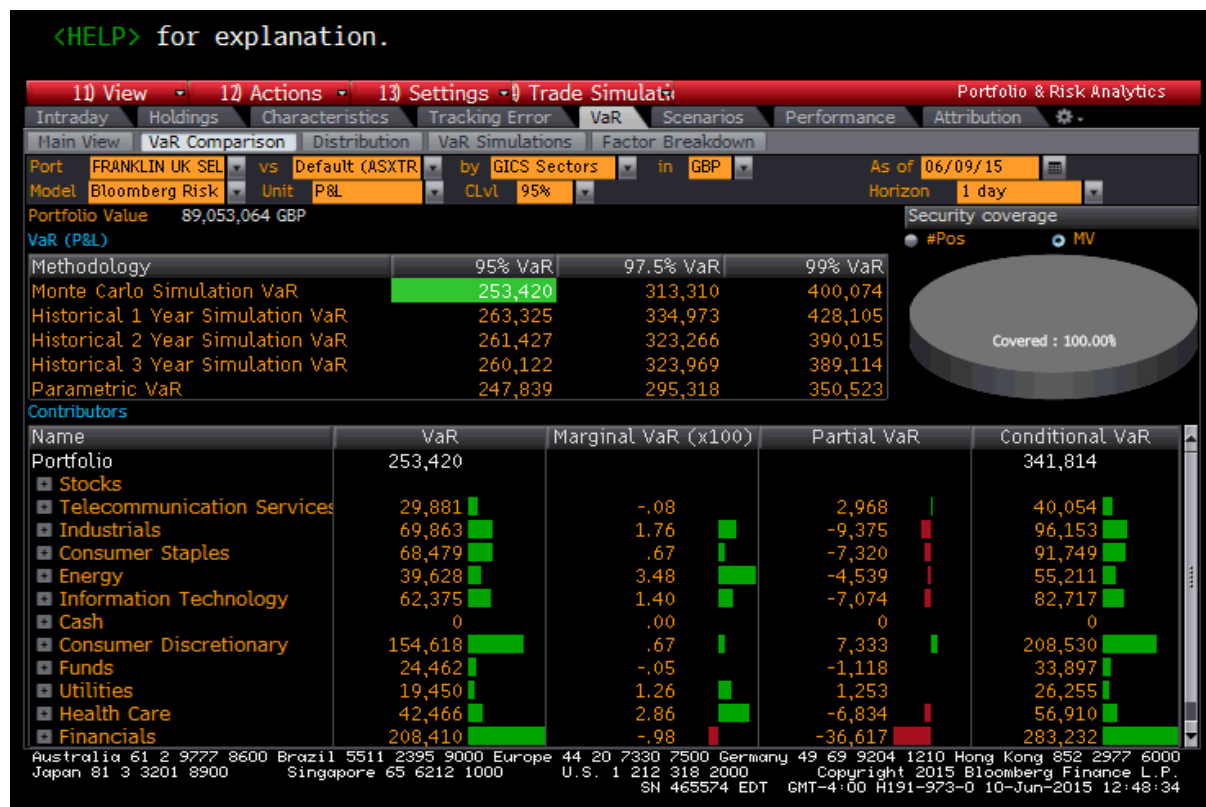 <HELP> for explanation.
11) View 12) Actions 13) Settings Trade Simulati Portfolio & Risk Analytics
Intraday Holdings Characteristics Tracking Error VaR Scenarios Performance Attribution
Main View VaR Comparison Distribution VaR Simulations Factor Breakdown
Port FRANKLIN UK SEL vs Default (ASXTR by GICS Sectors in GBP As of 06/09/15
Model Bloomberg Risk Unit P&L CLvl 95% Horizon 1 day
Portfolio Value 89,053,064 GBP Security coverage
VaR (P&L) #Pos MV
Methodology 95% VaR 97.5% VaR 99% VaR
Monte Carlo Simulation VaR 253,420 313,310 400,074
Historical 1 Year Simulation VaR 263,325 334,973 428,105
Historical 2 Year Simulation VaR 261,427 323,266 390,015
Covered : 100.00%
Historical 3 Year Simulation VaR 260,122 323,969 389,114
Parametric VaR 247,839 295,318 350,523
Contributors
Name VaR Marginal VaR (x100) Partial VaR Conditional VaR
Portfolio 253,420 341,814
Stocks
Telecommunication Services 29,881 -.08 2,968 40,054
Industrials 69,863 1.76 -9,375 96,153
Consumer Staples 68,479 .67 -7,320 91,749
Energy 39,628 3.48 -4,539 55,211
Information Technology 62,375 1.40 -7,074 82,717
Cash 0 .00 0 0
Consumer Discretionary 154,618 .67 7,333 208,530
Funds 24,462 -.05 -1,118 33,897
Utilities 19,450 1.26 1,253 26,255
Health Care 42,466 2.86 -6,834 56,910
Financials 208,410 -.98 -36,617 283,232
Australia 61 2 9777 8600 Brazil 5511 2395 9000 Europe 44 20 7330 7500 Germany 49 69 9204 1210 Hong Kong 852 2977 6000
Japan 81 3 3201 8900 Singapore 65 6212 1000 U.S. 1 212 318 2000 Copyright 2015 Bloomberg Finance L.P.
SN 465574 EDT GMT-4:00 H191-973-0 10-Jun-2015 12:48:34